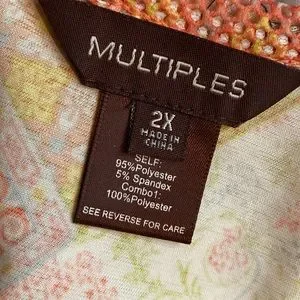 MULTIPLES
2X
MADE IN
CHINA
SELF:
95%Polyester
5% Spandex
Combo1:
100%Polyester
SEE REVERSE FOR CARE